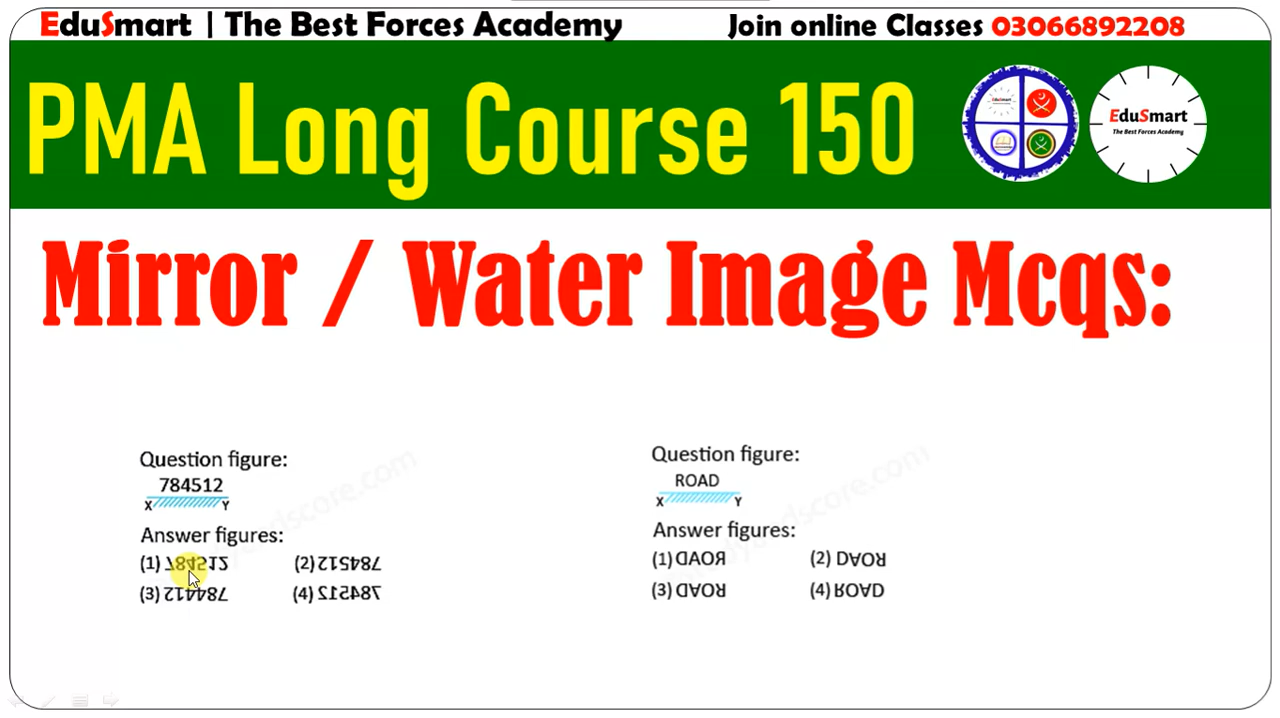 EduSmart | The Best Forces Academy
Join online Classes 03066892208
PMA Long Course 150
EduSmart
The Best Forces Academy
Mirror / Water Image Mcqs:
Question figure:
784512
X Y
Answer figures:
(1) (2)
(3) (4)
Question figure:
ROAD
X Y
Answer figures:
(1) (2)
(3) (4)